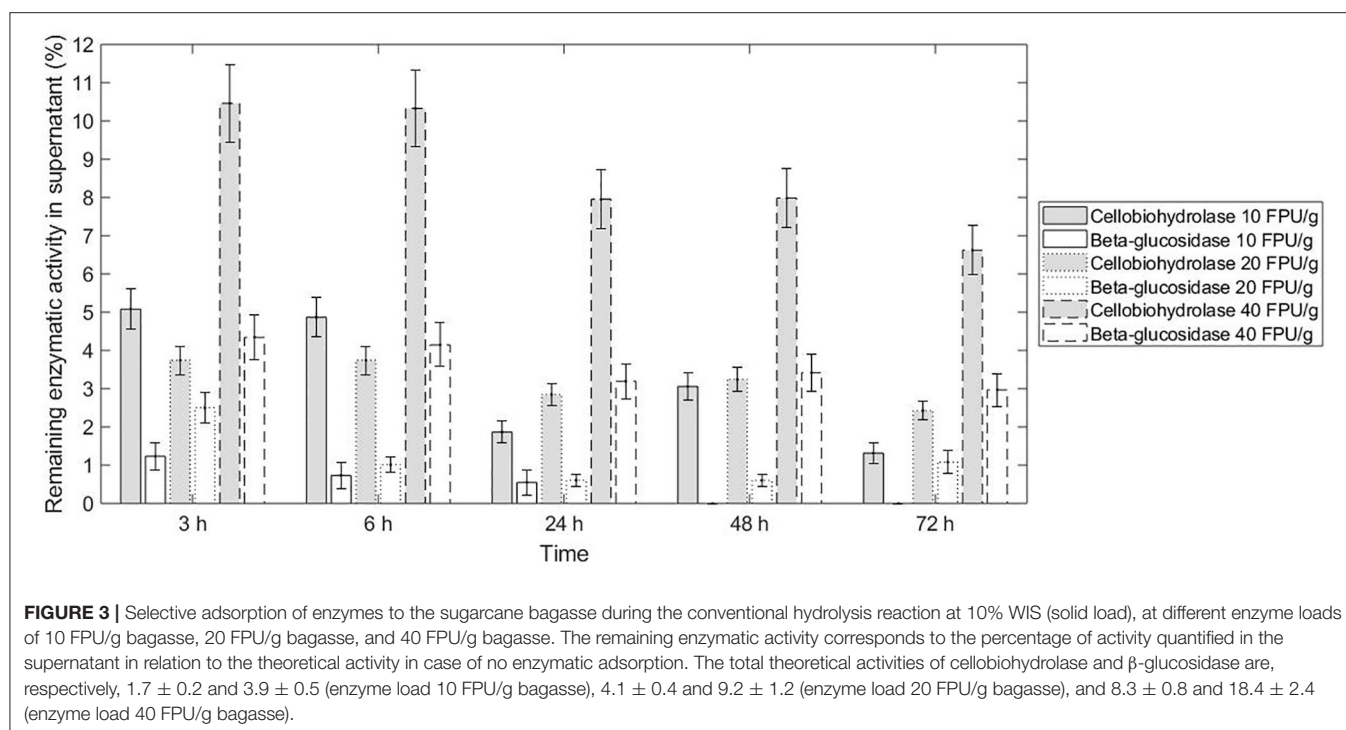 Remaining enzymatic activity in supernatant (%)
12
11
10
9
8
7
6
5
4
3
2
1
0
3 h
6 h
24 h
48 h
72 h
Time
Cellobiohydrolase 10 FPU/g
Beta-glucosidase 10 FPU/g
Cellobiohydrolase 20 FPU/g
Beta-glucosidase 20 FPU/g
Cellobiohydrolase 40 FPU/g
Beta-glucosidase 40 FPU/g
FIGURE 3 | Selective adsorption of enzymes to the sugarcane bagasse during the conventional hydrolysis reaction at 10% WIS (solid load), at different enzyme loads
of 10 FPU/g bagasse, 20 FPU/g bagasse, and 40 FPU/g bagasse. The remaining enzymatic activity corresponds to the percentage of activity quantified in the
supernatant in relation to the theoretical activity in case of no enzymatic adsorption. The total theoretical activities of cellobiohydrolase and β-glucosidase are,
respectively, 1.7 ± 0.2 and 3.9 ± 0.5 (enzyme load 10 FPU/g bagasse), 4.1 ± 0.4 and 9.2 ± 1.2 (enzyme load 20 FPU/g bagasse), and 8.3 ± 0.8 and 18.4 ± 2.4
(enzyme load 40 FPU/g bagasse).